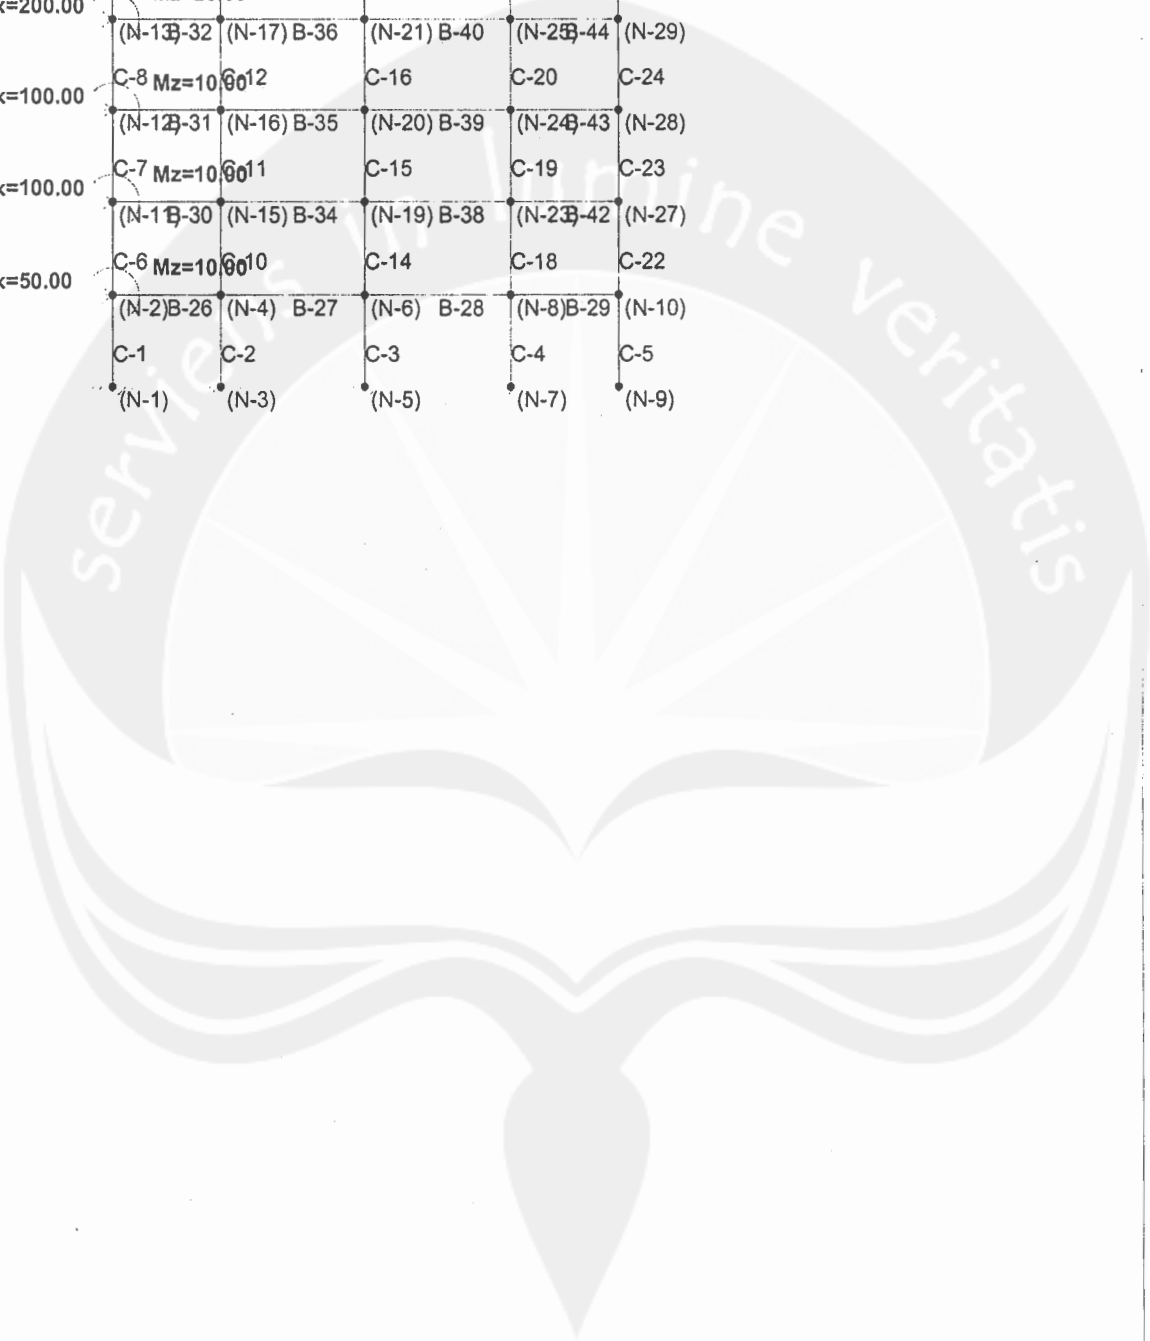 x=200.00
(N-13) B-32 (N-17) B-36 (N-21) B-40 (N-25) B-44 (N-29)
C-8 Mz=10.00 C-12 C-16 C-20 C-24
x=100.00
(N-12) B-31 (N-16) B-35 (N-20) B-39 (N-24) B-43 (N-28)
C-7 Mz=10.00 C-11 C-15 C-19 C-23
x=100.00
(N-11) B-30 (N-15) B-34 (N-19) B-38 (N-23) B-42 (N-27)
C-6 Mz=10.00 C-10 C-14 C-18 C-22
x=50.00
(N-2) B-26 (N-4) B-27 (N-6) B-28 (N-8) B-29 (N-10)
C-1 C-2 C-3 C-4 C-5
(N-1) (N-3) (N-5) (N-7) (N-9)
serviens in lumine veritatis